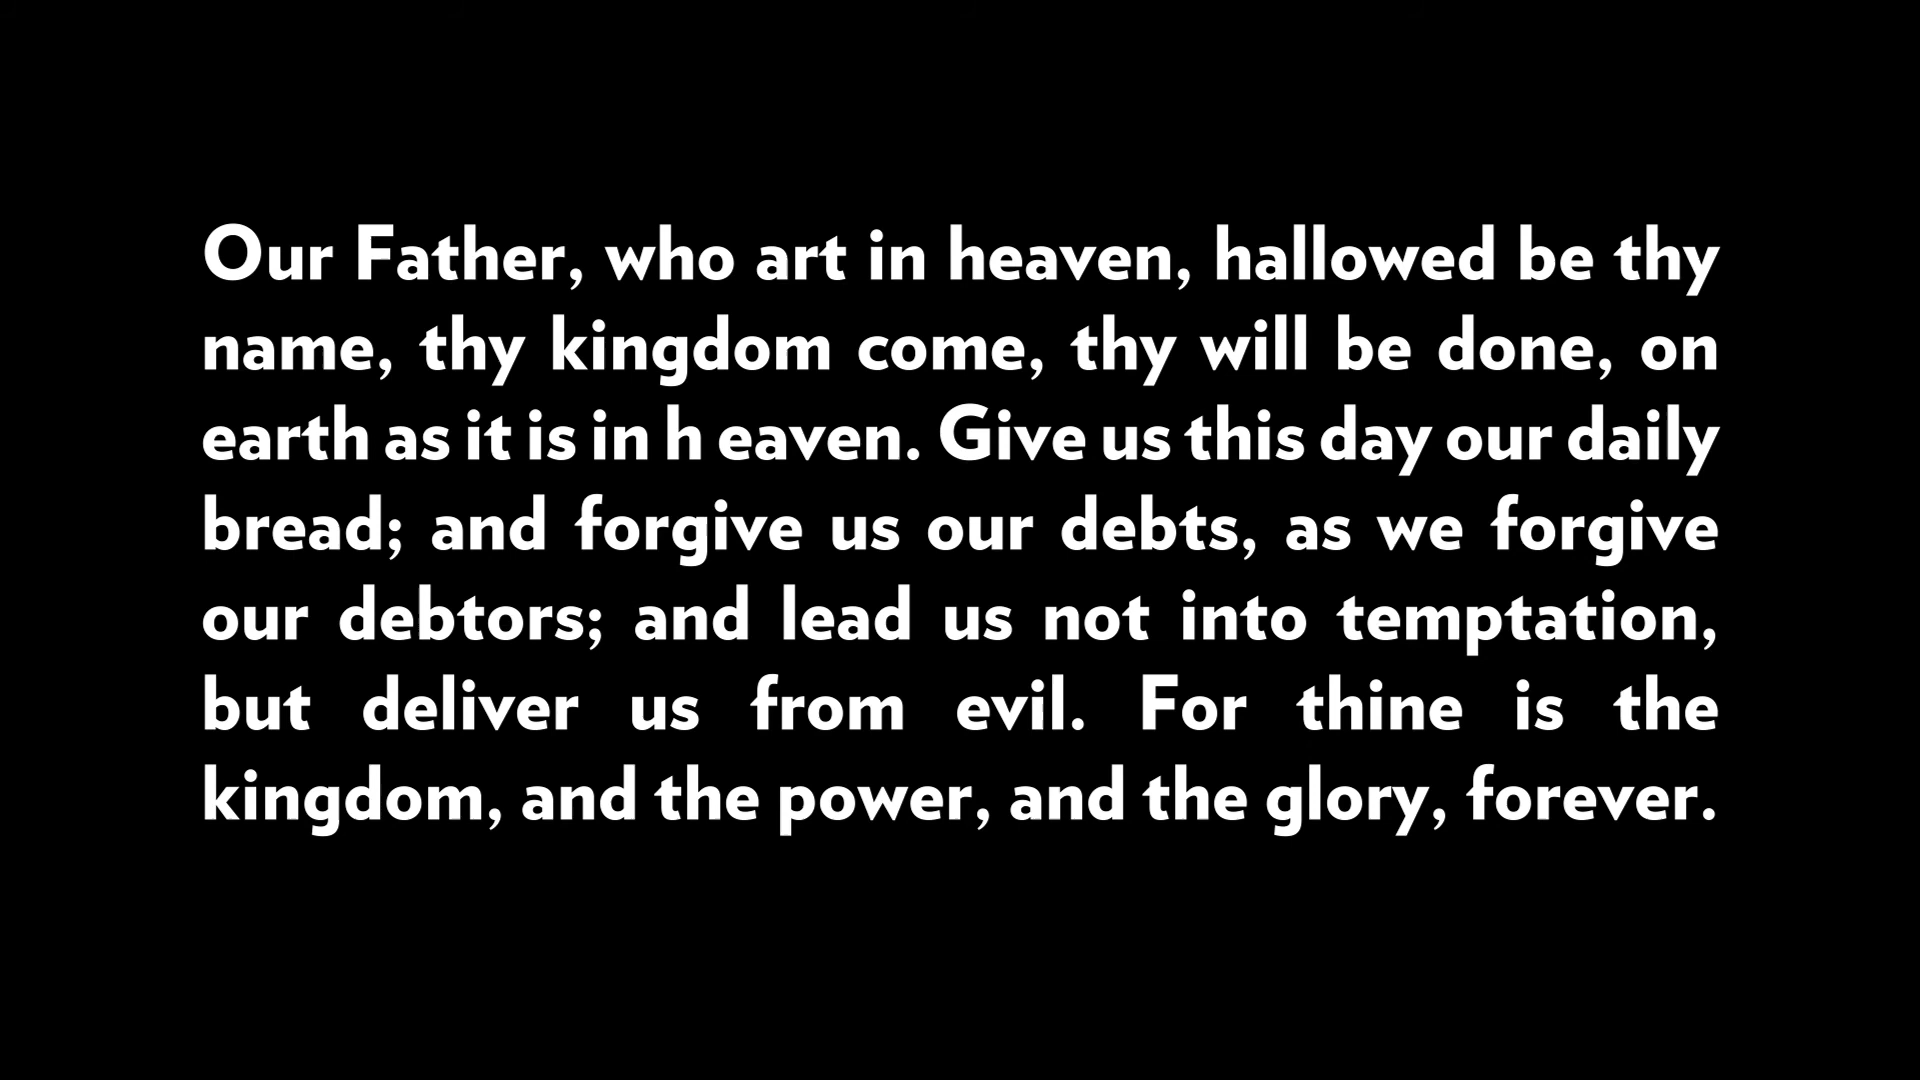 Our Father, who art in heaven, hallowed be thy
name, thy kingdom come, thy will be done, on
earth as it is in h eaven. Give us this day our daily
bread; and forgive us our debts, as we forgive
our debtors; and lead us not into temptation,
but deliver us from evil. For thine is the
kingdom, and the power, and the glory, forever.